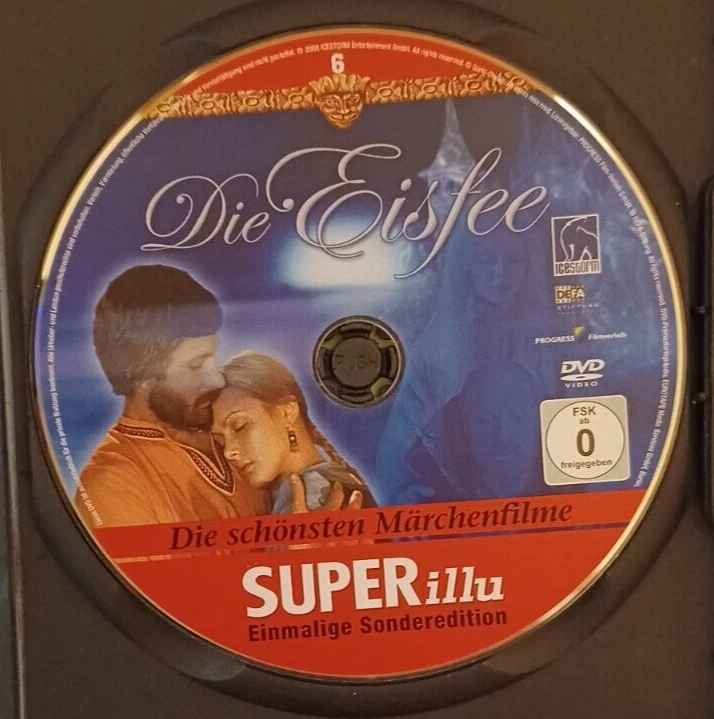 6
Die Eisfee
icestorm
DEFA
STIFTUNG
PROGRESS Filmverleih
DVD
VIDEO
FSK
ab
0
freigegeben
PUSH
Die schönsten Märchenfilme
SUPERillu
Einmalige Sonderedition